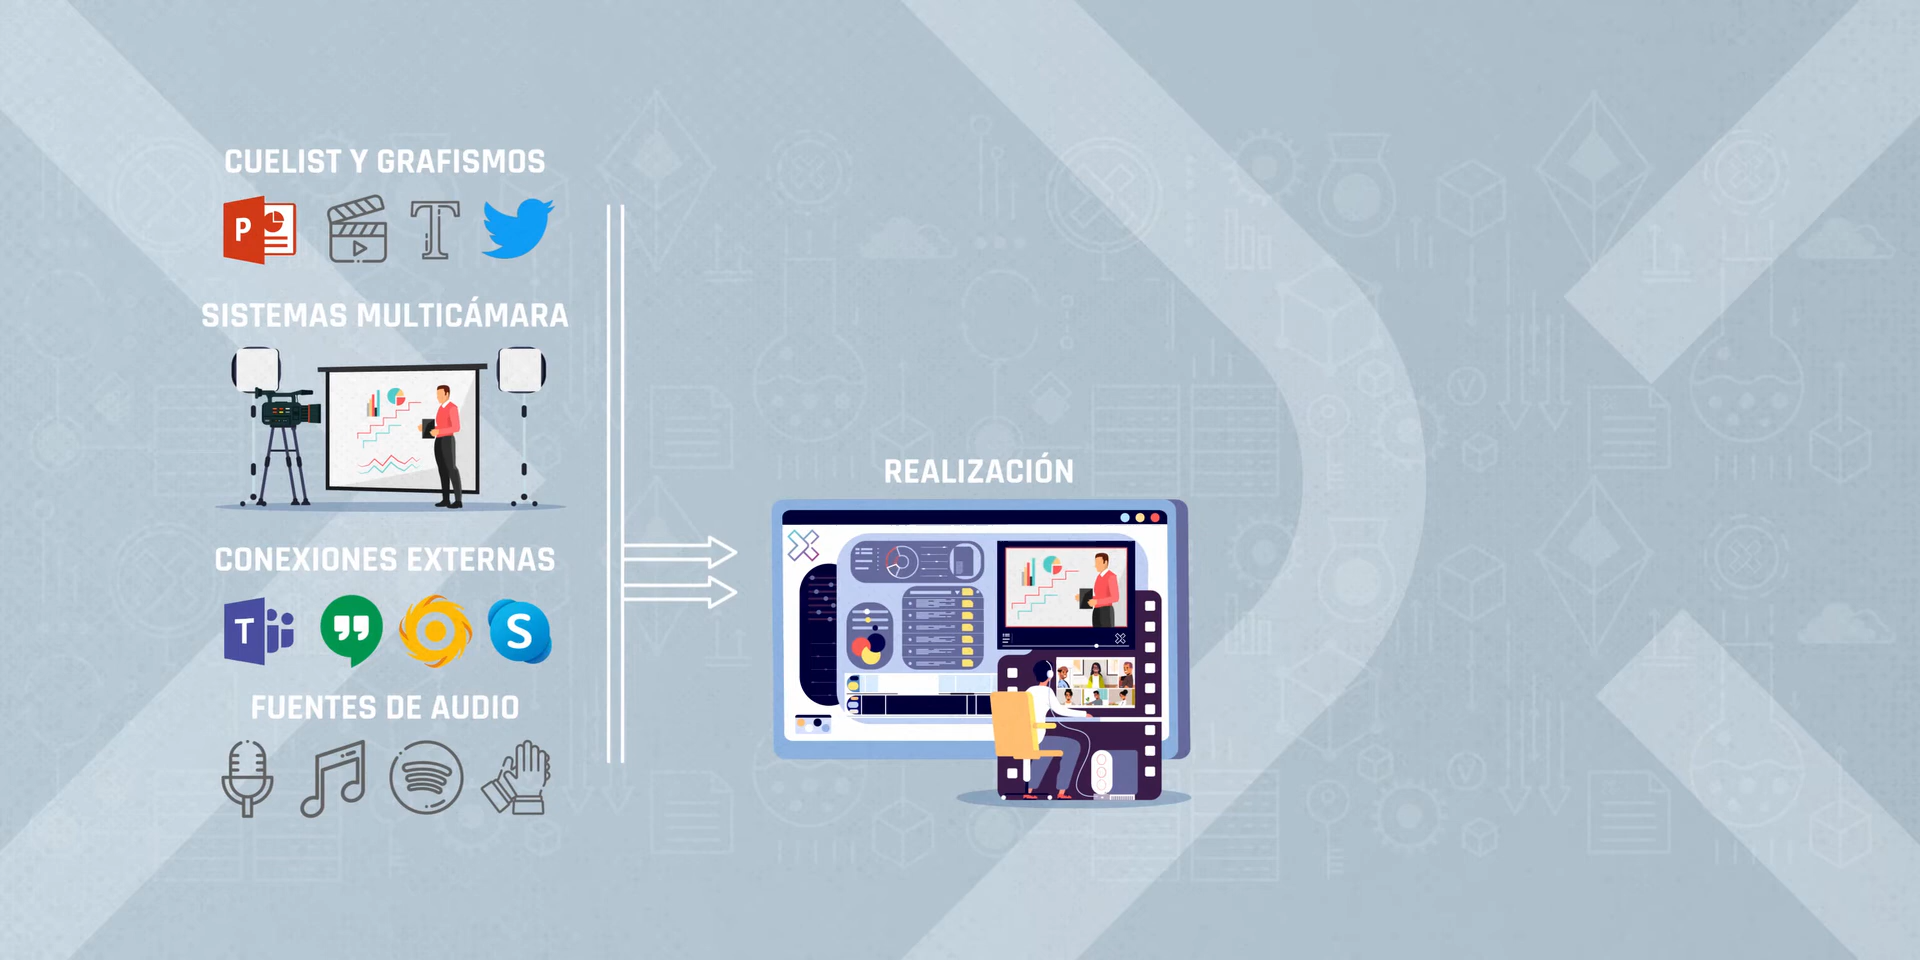 CUELIST Y GRAFISMOS
P
T
SISTEMAS MULTICÁMARA
CONEXIONES EXTERNAS
T
S
FUENTES DE AUDIO
REALIZACIÓN